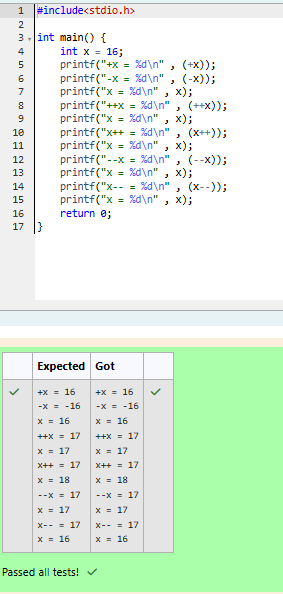 1 #include<stdio.h>
2
3 int main() {
4 int x = 16;
5 printf("+x = %d\n" , (+x));
6 printf("-x = %d\n" , (-x));
7 printf("x = %d\n" , x);
8 printf("++x = %d\n" , (++x));
9 printf("x = %d\n" , x);
10 printf("x++ = %d\n" , (x++));
11 printf("x = %d\n" , x);
12 printf("--x = %d\n" , (--x));
13 printf("x = %d\n" , x);
14 printf("x-- = %d\n" , (x--));
15 printf("x = %d\n" , x);
16 return 0;
17 }
Expected Got
+x = 16 +x = 16
-x = -16 -x = -16
x = 16 x = 16
++x = 17 ++x = 17
x = 17 x = 17
x++ = 17 x++ = 17
x = 18 x = 18
--x = 17 --x = 17
x = 17 x = 17
x-- = 17 x-- = 17
x = 16 x = 16
Passed all tests!